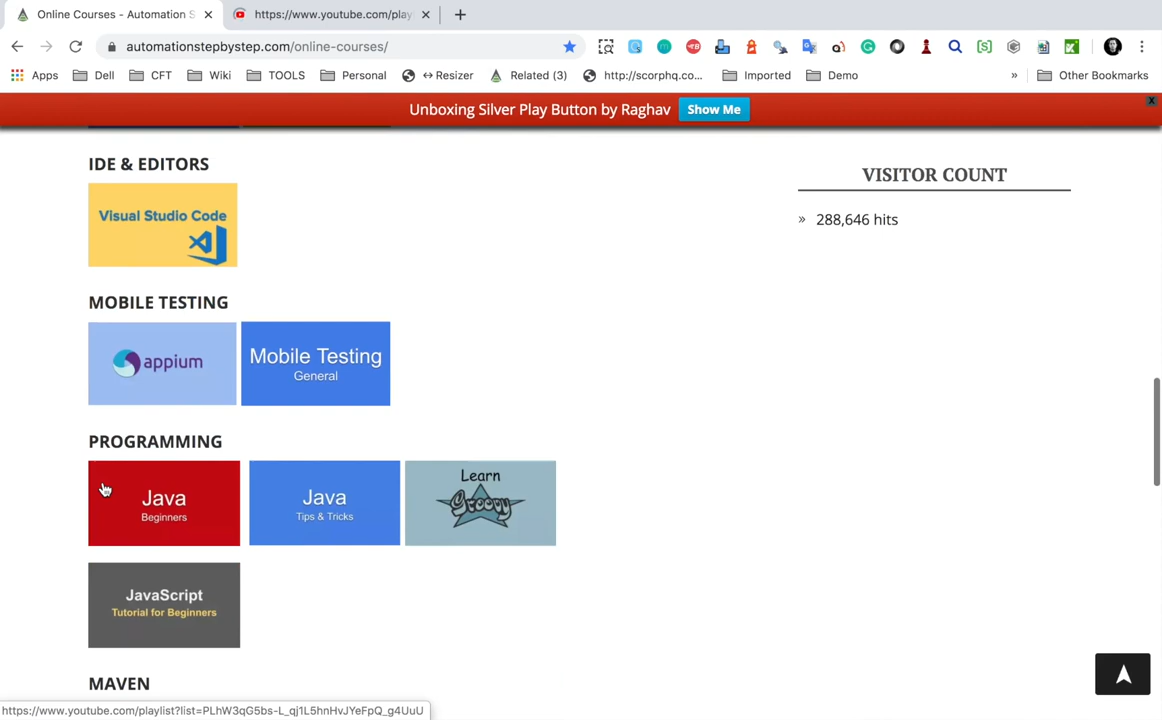 Online Courses - Automation S
https://www.youtube.com/play
automationstepbystep.com/online-courses/
Apps
Dell
CFT
Wiki
TOOLS
Personal
↔Resizer
Related (3)
http://scorphq.co...
Imported
Demo
»
Other Bookmarks
Unboxing Silver Play Button by Raghav
Show Me
x
IDE & EDITORS
VISITOR COUNT
» 288,646 hits
Visual Studio Code
MOBILE TESTING
appium
Mobile Testing
General
PROGRAMMING
Java
Beginners
Java
Tips & Tricks
Learn
Groovy
JavaScript
Tutorial for Beginners
MAVEN
https://www.youtube.com/playlist?list=PLhW3qG5bs-L_qj1L5hnHvJYeFpQ_g4UuU